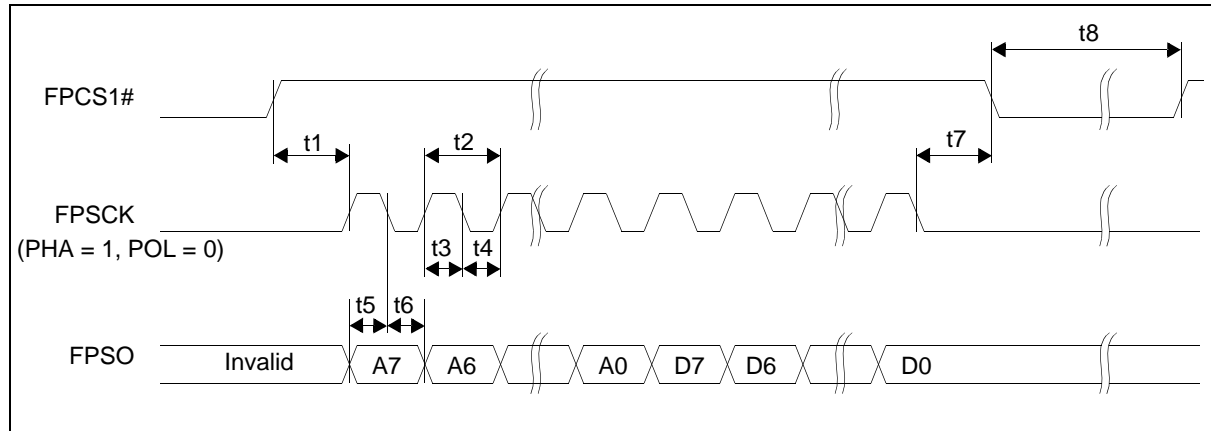 t8
FPCS1#
t1
t2
t7
FPSCK
(PHA = 1, POL = 0)
t3
t4
t5
t6
FPSO
Invalid
A7
A6
A0
D7
D6
D0